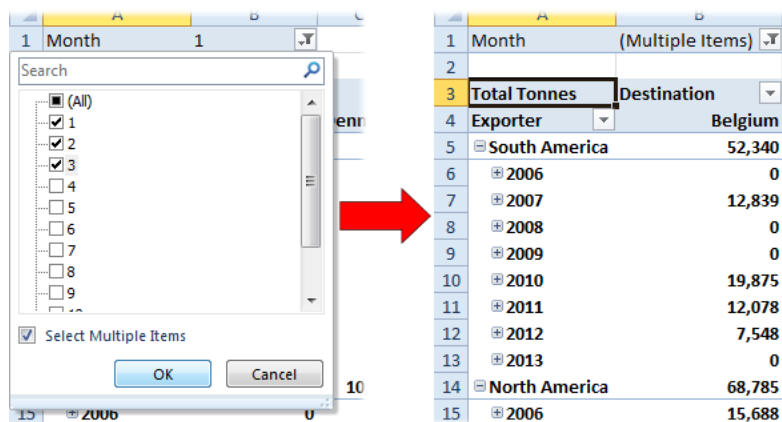 A B C
1 Month 1
Search
(All)
1
2
3
4
5
6
7
8
9
Select Multiple Items
OK Cancel
10
15 2006 0
A B
1 Month (Multiple Items)
2
3 Total Tonnes Destination
4 Exporter Belgium
5 South America 52,340
6 2006 0
7 2007 12,839
8 2008 0
9 2009 0
10 2010 19,875
11 2011 12,078
12 2012 7,548
13 2013 0
14 North America 68,785
15 2006 15,688